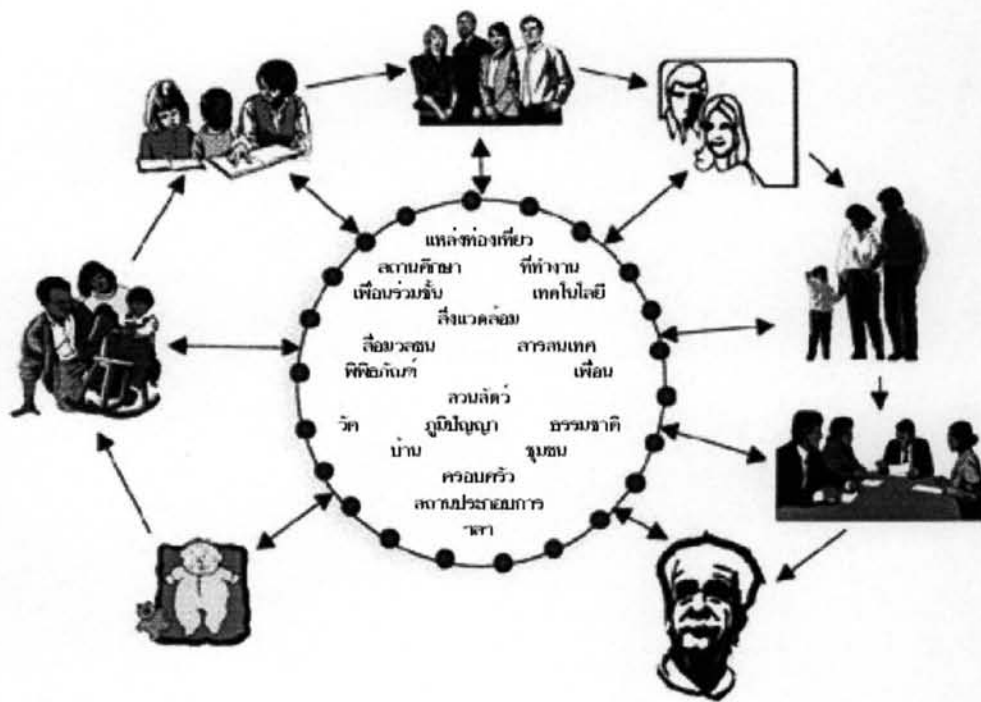 แหล่งท่องเที่ยว
สถานศึกษา ที่ทำงาน
เพื่อนร่วมชั้น เทคโนโลยี
สิ่งแวดล้อม
สื่อมวลชน สารสนเทศ
พิพิธภัณฑ์ เพื่อน
สวนสัตว์
วัด ภูมิปัญญา ธรรมชาติ
บ้าน ชุมชน
ครอบครัว
สถานประกอบการ